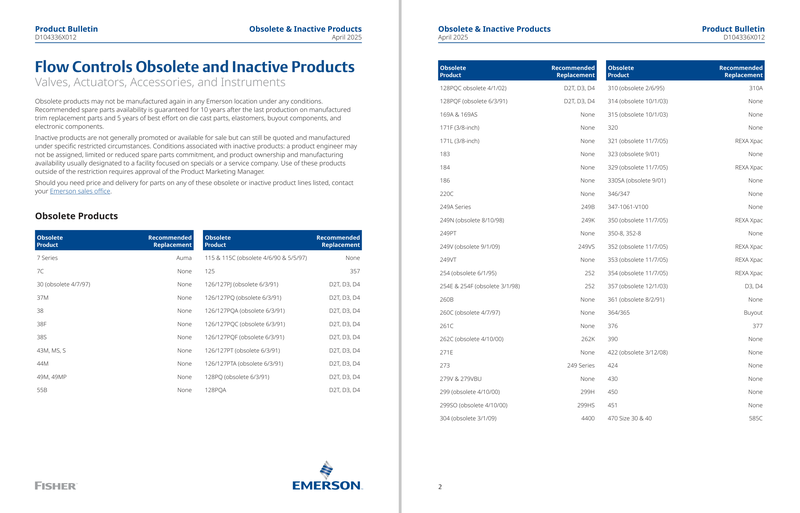 Product Bulletin
D104336X012
Obsolete & Inactive Products
April 2025
Flow Controls Obsolete and Inactive Products
Valves, Actuators, Accessories, and Instruments
Obsolete products may not be manufactured again in any Emerson location under any conditions.
Recommended spare parts availability is guaranteed for 10 years after the last production on manufactured
trim replacement parts and 5 years of best effort on die cast parts, elastomers, buyout components, and
electronic components.
Inactive products are not generally promoted or available for sale but can still be quoted and manufactured
under specific restricted circumstances. Conditions associated with inactive products: a product engineer may
not be assigned, limited or reduced spare parts commitment, and product ownership and manufacturing
availability usually designated to a facility focused on specials or a service company. Use of these products
outside of the restriction requires approval of the Product Marketing Manager.
Should you need price and delivery for parts on any of these obsolete or inactive product lines listed, contact
your Emerson sales office.
Obsolete Products
Obsolete Product Recommended Replacement
7 Series Auma
7C None
30 (obsolete 4/7/97) None
37M None
38 None
38F None
38S None
43M, MS, S None
44M None
49M, 49MP None
55B None
Obsolete Product Recommended Replacement
115 & 115C (obsolete 4/6/90 & 5/5/97) None
125 357
126/127PJ (obsolete 6/3/91) D2T, D3, D4
126/127PQ (obsolete 6/3/91) D2T, D3, D4
126/127PQA (obsolete 6/3/91) D2T, D3, D4
126/127PQC (obsolete 6/3/91) D2T, D3, D4
126/127PQF (obsolete 6/3/91) D2T, D3, D4
126/127PT (obsolete 6/3/91) D2T, D3, D4
126/127PTA (obsolete 6/3/91) D2T, D3, D4
128PQ (obsolete 6/3/91) D2T, D3, D4
128PQA D2T, D3, D4
FISHER
EMERSON
Obsolete & Inactive Products
April 2025
Product Bulletin
D104336X012
Obsolete Product Recommended Replacement
128PQC obsolete 4/1/02) D2T, D3, D4
128PQF (obsolete 6/3/91) D2T, D3, D4
169A & 169AS None
171F (3/8-inch) None
171L (3/8-inch) None
183 None
184 None
186 None
220C None
249A Series 249B
249N (obsolete 8/10/98) 249K
249PT None
249V (obsolete 9/1/09) 249VS
249VT None
254 (obsolete 6/1/95) 252
254E & 254F (obsolete 3/1/98) 252
260B None
260C (obsolete 4/7/97) None
261C None
262C (obsolete 4/10/00) 262K
271E None
273 249 Series
279V & 279VBU None
299 (obsolete 4/10/00) 299H
299SO (obsolete 4/10/00) 299HS
304 (obsolete 3/1/09) 4400
Obsolete Product Recommended Replacement
310 (obsolete 2/6/95) 310A
314 (obsolete 10/1/03) None
315 (obsolete 10/1/03) None
320 None
321 (obsolete 11/7/05) REXA Xpac
323 (obsolete 9/01) None
329 (obsolete 11/7/05) REXA Xpac
330SA (obsolete 9/01) None
346/347 None
347-1061-V100 None
350 (obsolete 11/7/05) REXA Xpac
350-8, 352-8 None
352 (obsolete 11/7/05) REXA Xpac
353 (obsolete 11/7/05) REXA Xpac
354 (obsolete 11/7/05) REXA Xpac
357 (obsolete 12/1/03) D3, D4
361 (obsolete 8/2/91) None
364/365 Buyout
376 377
390 None
422 (obsolete 3/12/08) None
424 None
430 None
450 None
451 None
470 Size 30 & 40 585C
2